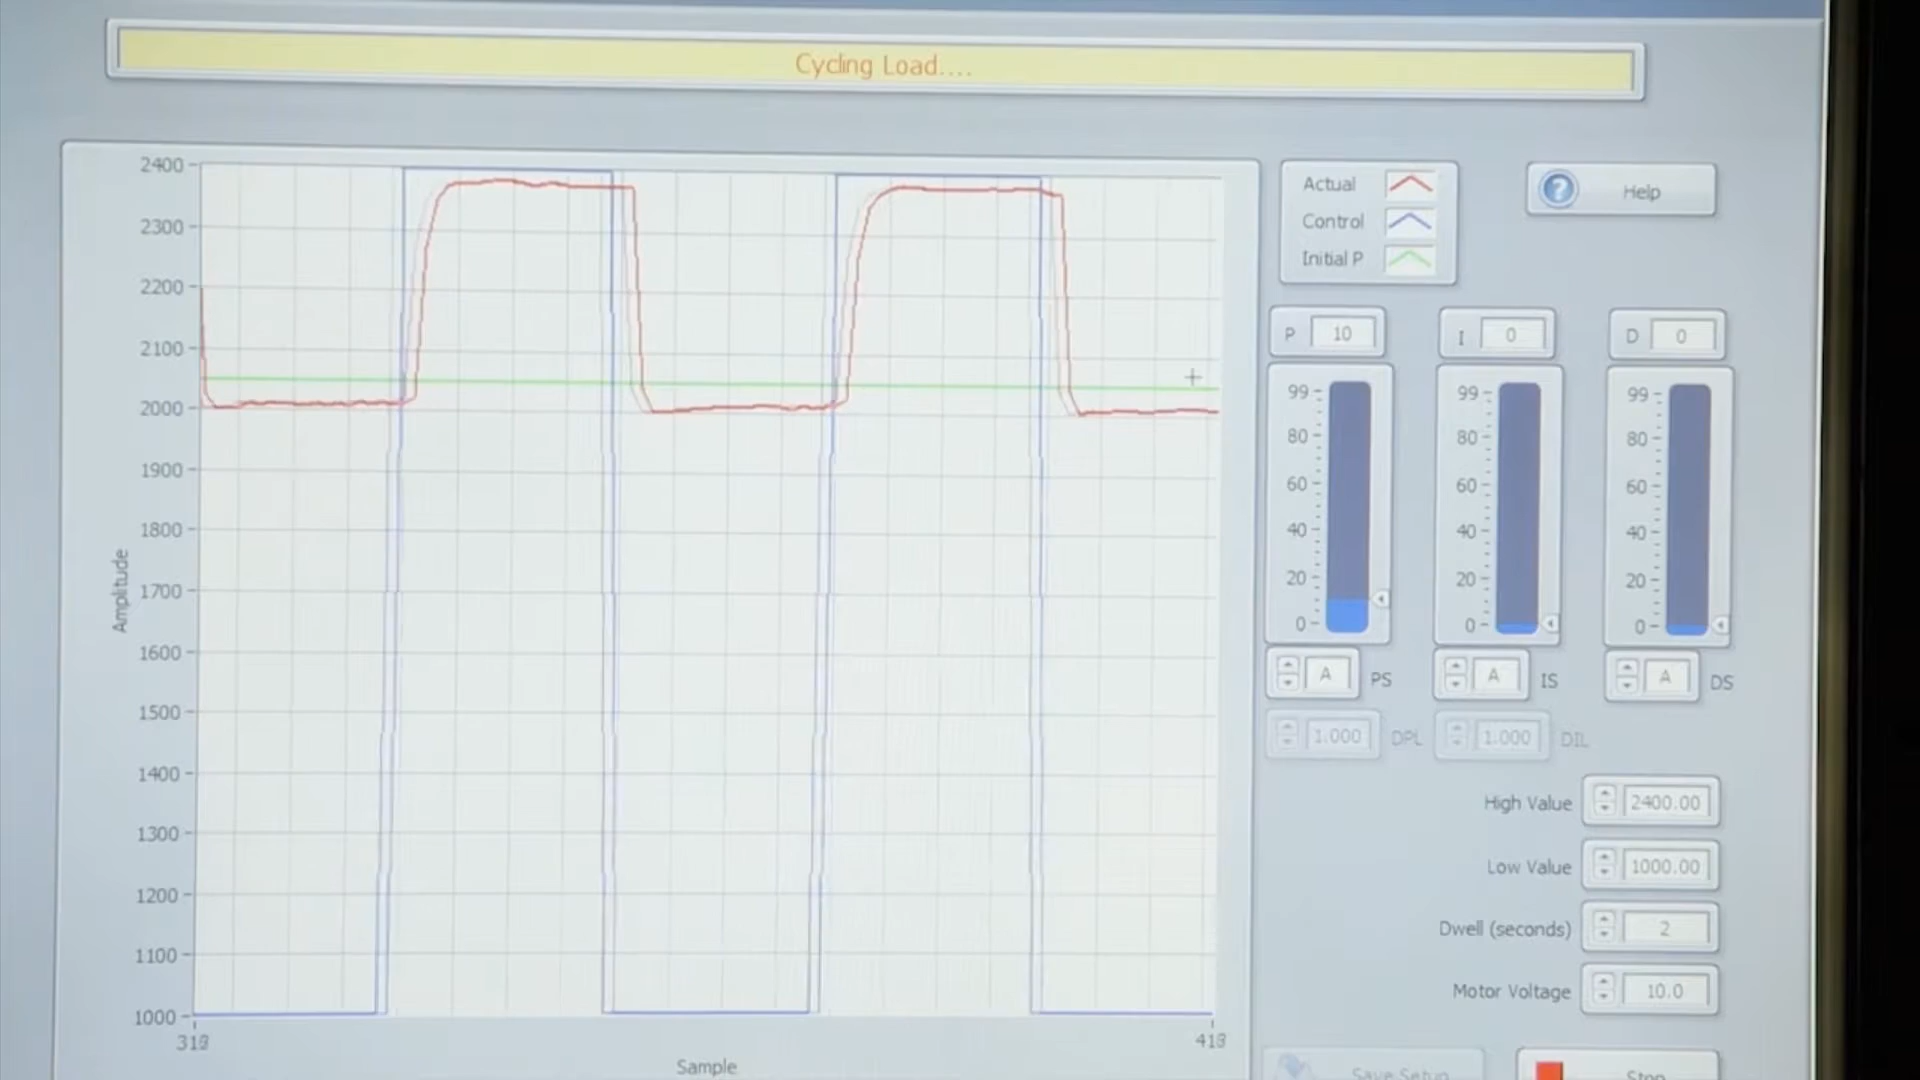 Cycling Load....
2400
2300
2200
2100
2000
1900
1800
1700
1600
1500
1400
1300
1200
1100
1000
Amplitude
Sample
Actual
Control
Initial P
Help
P 10
I 0
D 0
99
80
60
40
20
0
99
80
60
40
20
0
99
80
60
40
20
0
A PS
A IS
A DS
1.000 DPL
1.000 DIL
High Value 2400.00
Low Value 1000.00
Dwell (seconds) 2
Motor Voltage 10.0
Save Setup
Stop